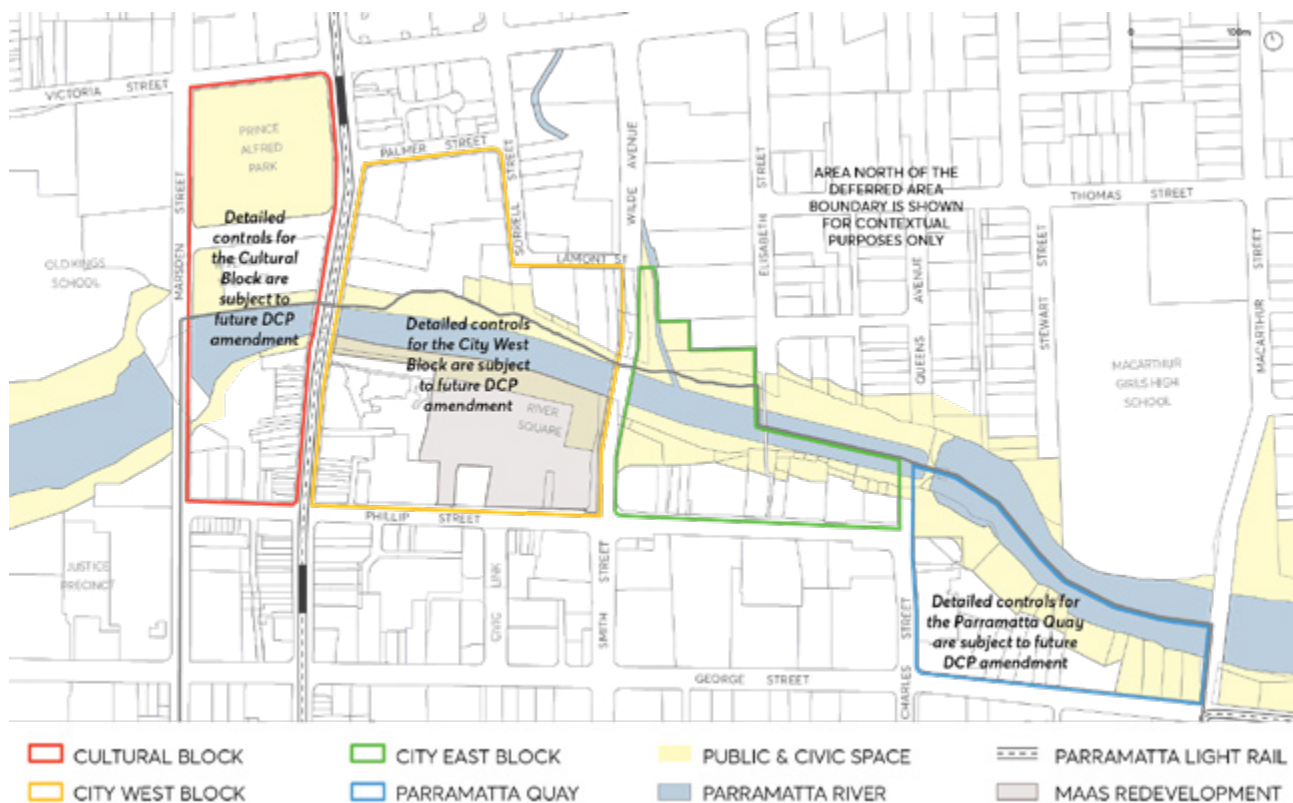 0 100m
VICTORIA STREET
PRINCE
ALFRED
PARK
MARSDEN STREET
Detailed
controls for
the Cultural
Block are
subject to
future DCP
amendment
OLD KINGS
SCHOOL
PALMER STREET
SORRELL STREET
LAMONT ST
WILDE AVENUE
ELISABETH STREET
AREA NORTH OF THE
DEFERRED AREA
BOUNDARY IS SHOWN
FOR CONTEXTUAL
PURPOSES ONLY
THOMAS STREET
QUEENS AVENUE
STEWART STREET
MACARTHUR STREET
MACARTHUR
GIRLS HIGH
SCHOOL
Detailed controls
for the City West
Block are subject
to future DCP
amendment
RIVER
SQUARE
PHILLIP STREET
JUSTICE
PRECINCT
CIVIC LINK
SMITH STREET
GEORGE STREET
CHARLES STREET
Detailed controls for
the Parramatta Quay
are subject to future
DCP amendment
CULTURAL BLOCK
CITY EAST BLOCK
PUBLIC & CIVIC SPACE
PARRAMATTA LIGHT RAIL
CITY WEST BLOCK
PARRAMATTA QUAY
PARRAMATTA RIVER
MAAS REDEVELOPMENT